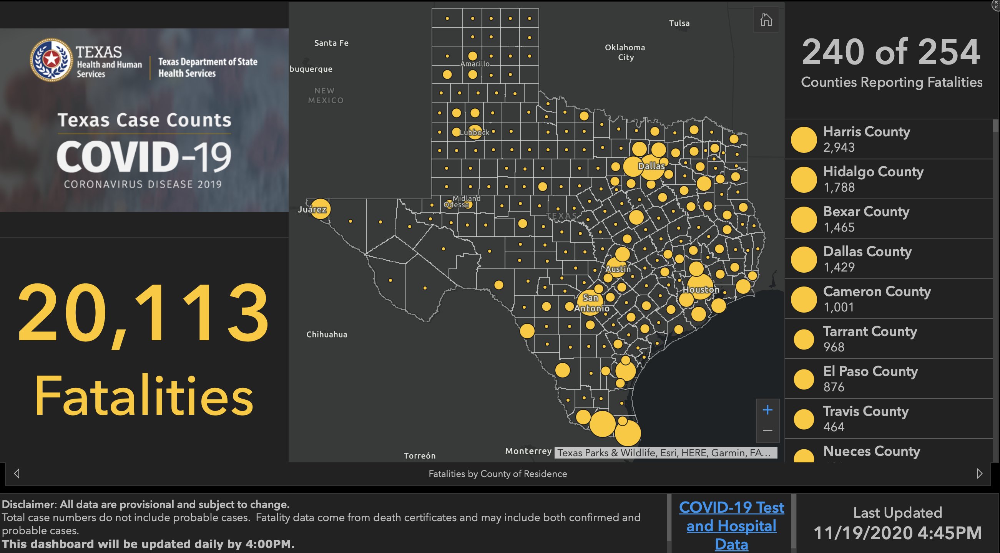 TEXAS
Health and Human
Services
Texas Department of State
Health Services
Texas Case Counts
COVID-19
CORONAVIRUS DISEASE 2019
20,113
Fatalities
Tulsa
Santa Fe
Oklahoma
City
buquerque
Amarillo
NEW
MEXICO
Lubbock
Dallas
Midland
Odessa
Juárez
TEXAS
Austin
Houston
San
Antonio
Chihuahua
Monterrey
Torreón
Texas Parks & Wildlife, Esri, HERE, Garmin, FA...
240 of 254
Counties Reporting Fatalities
Harris County
2,943
Hidalgo County
1,788
Bexar County
1,465
Dallas County
1,429
Cameron County
1,001
Tarrant County
968
El Paso County
876
Travis County
464
Nueces County
Fatalities by County of Residence
Disclaimer: All data are provisional and subject to change.
Total case numbers do not include probable cases.  Fatality data come from death certificates and may include both confirmed and
probable cases.
This dashboard will be updated daily by 4:00PM.
COVID-19 Test
and Hospital
Data
Last Updated
11/19/2020 4:45PM